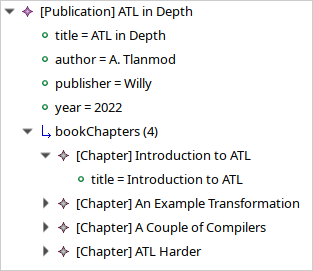 [Publication] ATL in Depth
title = ATL in Depth
author = A. Tlanmod
publisher = Willy
year = 2022
bookChapters (4)
[Chapter] Introduction to ATL
title = Introduction to ATL
[Chapter] An Example Transformation
[Chapter] A Couple of Compilers
[Chapter] ATL Harder